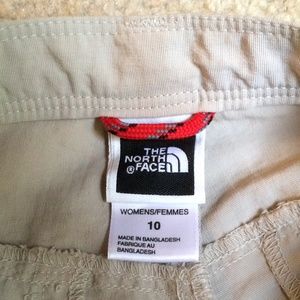 THE
NORTH
® FACE
WOMENS/FEMMES
10
MADE IN BANGLADESH
FABRIQUE AU
BANGLADESH